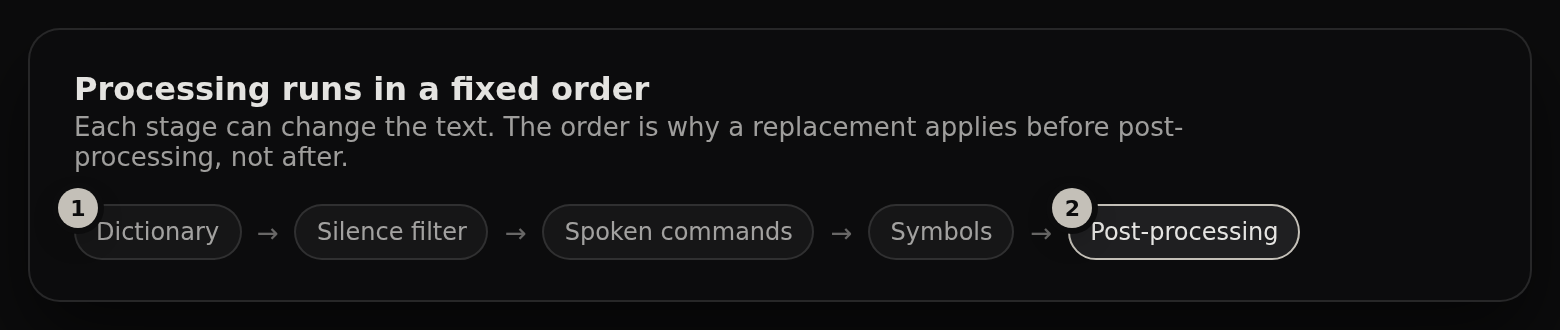 Processing runs in a fixed order
Each stage can change the text. The order is why a replacement applies before post-
processing, not after.
1 Dictionary → Silence filter → Spoken commands → Symbols → 2 Post-processing